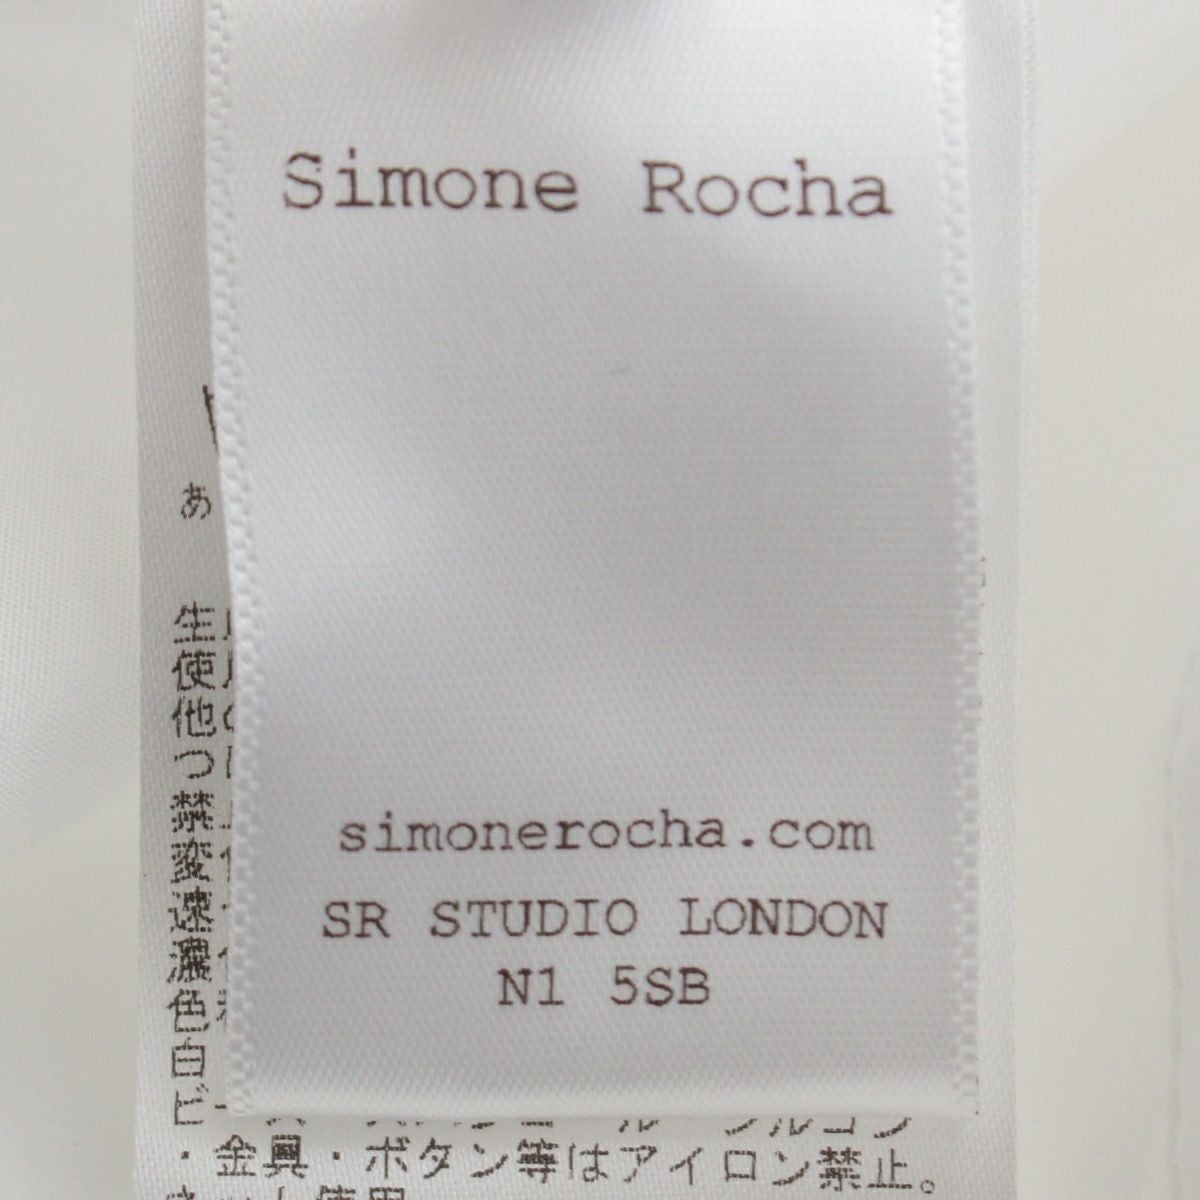 Simone Rocha
simonerocha.com
SR STUDIO LONDON
N1 5SB
あ
生
使
他
つ
禁
変
濃
色
白
・金具・ボタン等はアイロン禁止。